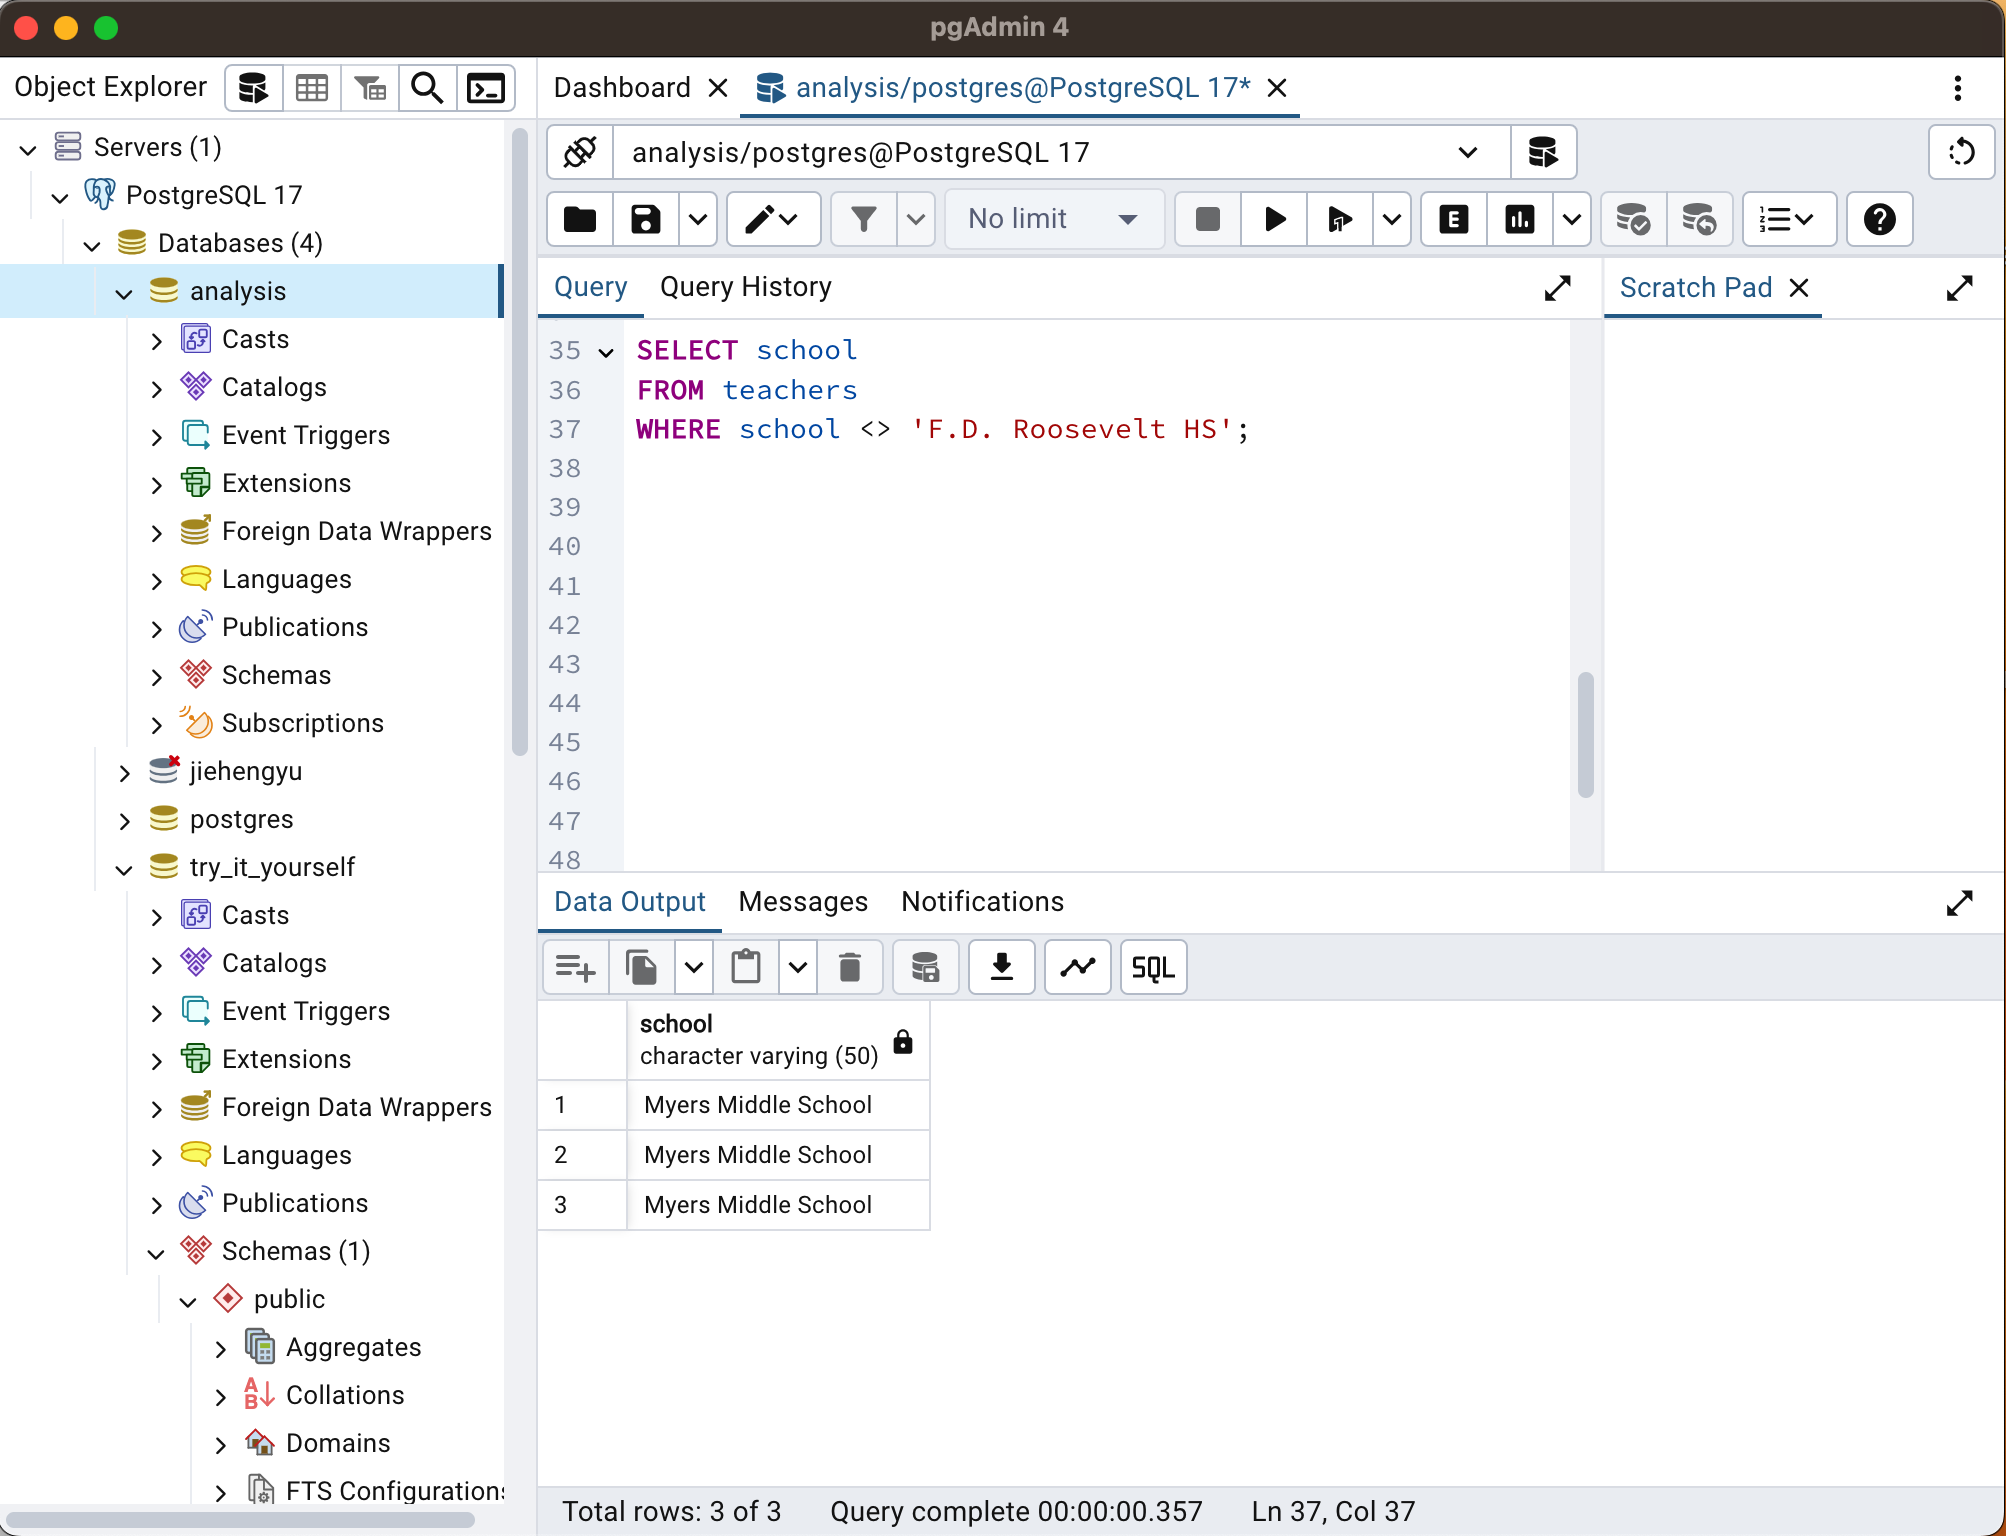 pgAdmin 4
Object Explorer
Servers (1)
PostgreSQL 17
Databases (4)
analysis
Casts
Catalogs
Event Triggers
Extensions
Foreign Data Wrappers
Languages
Publications
Schemas
Subscriptions
jiehengyu
postgres
try_it_yourself
Casts
Catalogs
Event Triggers
Extensions
Foreign Data Wrappers
Languages
Publications
Schemas (1)
public
Aggregates
Collations
Domains
FTS Configurations
Dashboard
analysis/postgres@PostgreSQL 17*
analysis/postgres@PostgreSQL 17
No limit
E
Query Query History
Scratch Pad
35 SELECT school
36 FROM teachers
37 WHERE school <> 'F.D. Roosevelt HS';
38
39
40
41
42
43
44
45
46
47
48
Data Output Messages Notifications
SQL
school
character varying (50)
1 Myers Middle School
2 Myers Middle School
3 Myers Middle School
Total rows: 3 of 3 Query complete 00:00:00.357 Ln 37, Col 37